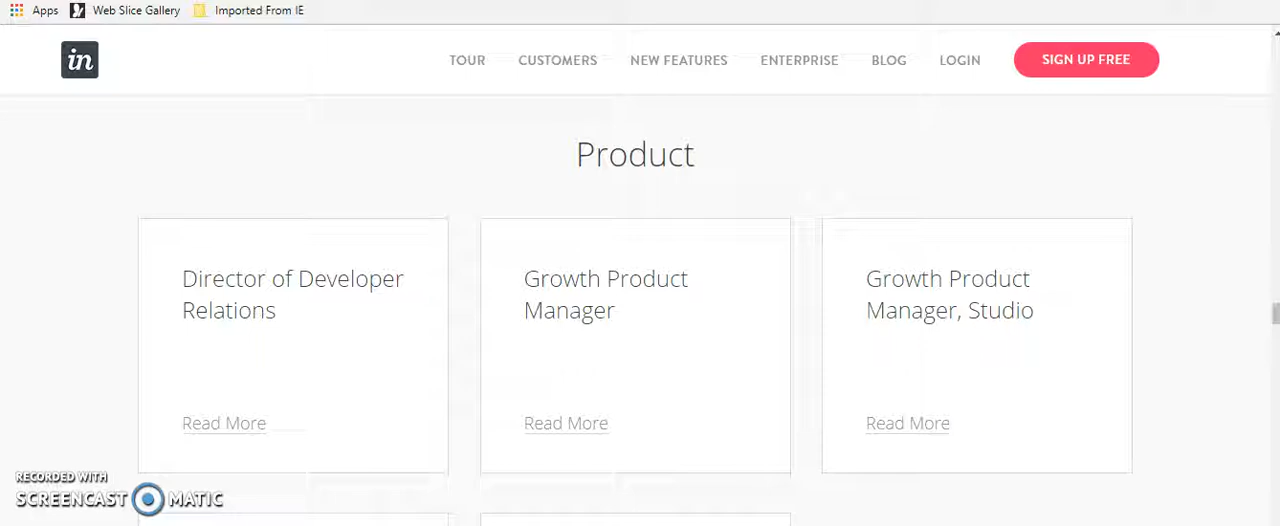 Apps Web Slice Gallery Imported From IE
in TOUR CUSTOMERS NEW FEATURES ENTERPRISE BLOG LOGIN SIGN UP FREE
Product
Director of Developer
Relations
Read More
Growth Product
Manager
Read More
Growth Product
Manager, Studio
Read More
RECORDED WITH
SCREENCAST MATIC